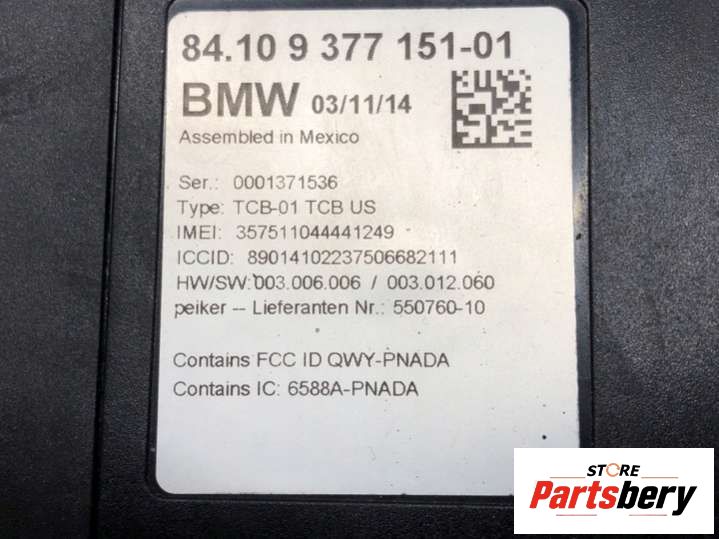 84.10 9 377 151-01
BMW 03/11/14
Assembled in Mexico
Ser.: 0001371536
Type: TCB-01 TCB US
IMEI: 357511044441249
ICCID: 89014102237506682111
HW/SW:003.006.006 / 003.012.060
peiker -- Lieferanten Nr.: 550760-10
Contains FCC ID QWY-PNADA
Contains IC: 6588A-PNADA
STORE
Partsbery